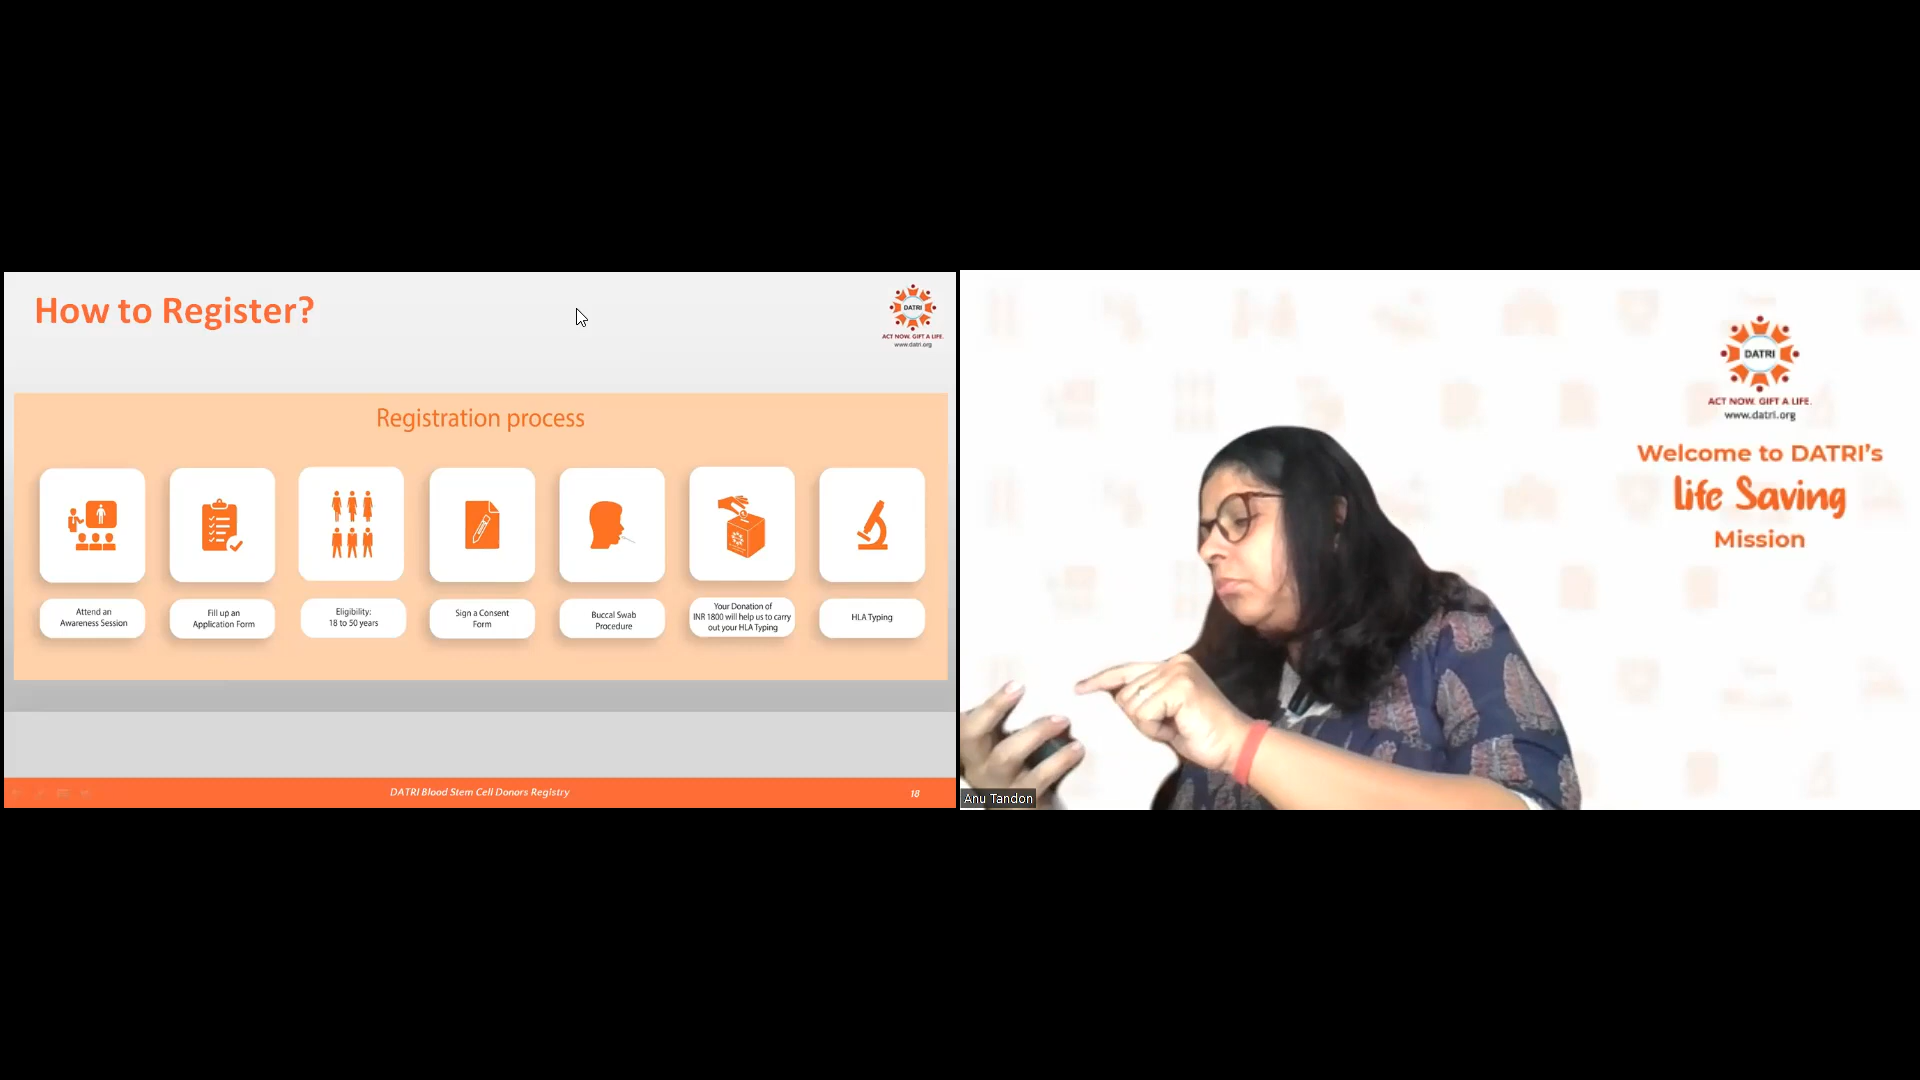 How to Register?
DATRI
ACT NOW. GIFT A LIFE.
www.datri.org
Registration process
Attend an
Awareness Session
Fill up an
Application Form
Eligibility:
18 to 50 years
Sign a Consent
Form
Buccal Swab
Procedure
Your Donation of
INR 1800 will help us to carry
out your HLA Typing
HLA Typing
DATRI Blood Stem Cell Donors Registry
18
DATRI
ACT NOW. GIFT A LIFE.
www.datri.org
Welcome to DATRI's
life Saving
Mission
Anu Tandon